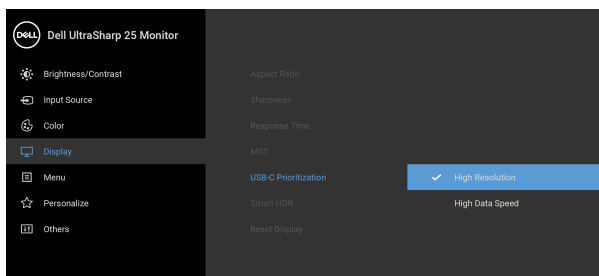 DELL Dell UltraSharp 25 Monitor
Brightness/Contrast
Input Source
Color
Display
Menu
Personalize
Others
Aspect Ratio
Sharpness
Response Time
MST
USB-C Prioritization
Smart HDR
Reset Display
High Resolution
High Data Speed